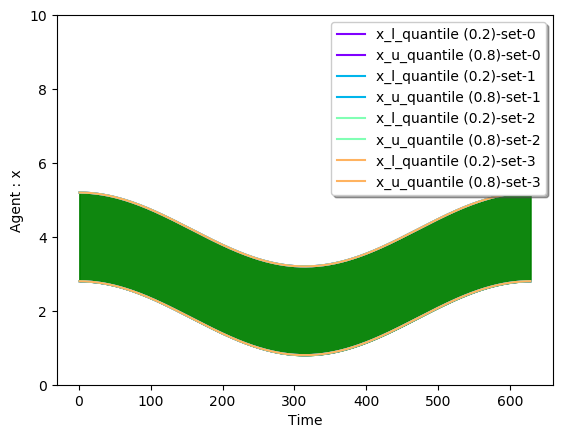 10
8
6
4
2
0
Agent : x
x_l_quantile (0.2)-set-0
x_u_quantile (0.8)-set-0
x_l_quantile (0.2)-set-1
x_u_quantile (0.8)-set-1
x_l_quantile (0.2)-set-2
x_u_quantile (0.8)-set-2
x_l_quantile (0.2)-set-3
x_u_quantile (0.8)-set-3
0 100 200 300 400 500 600
Time